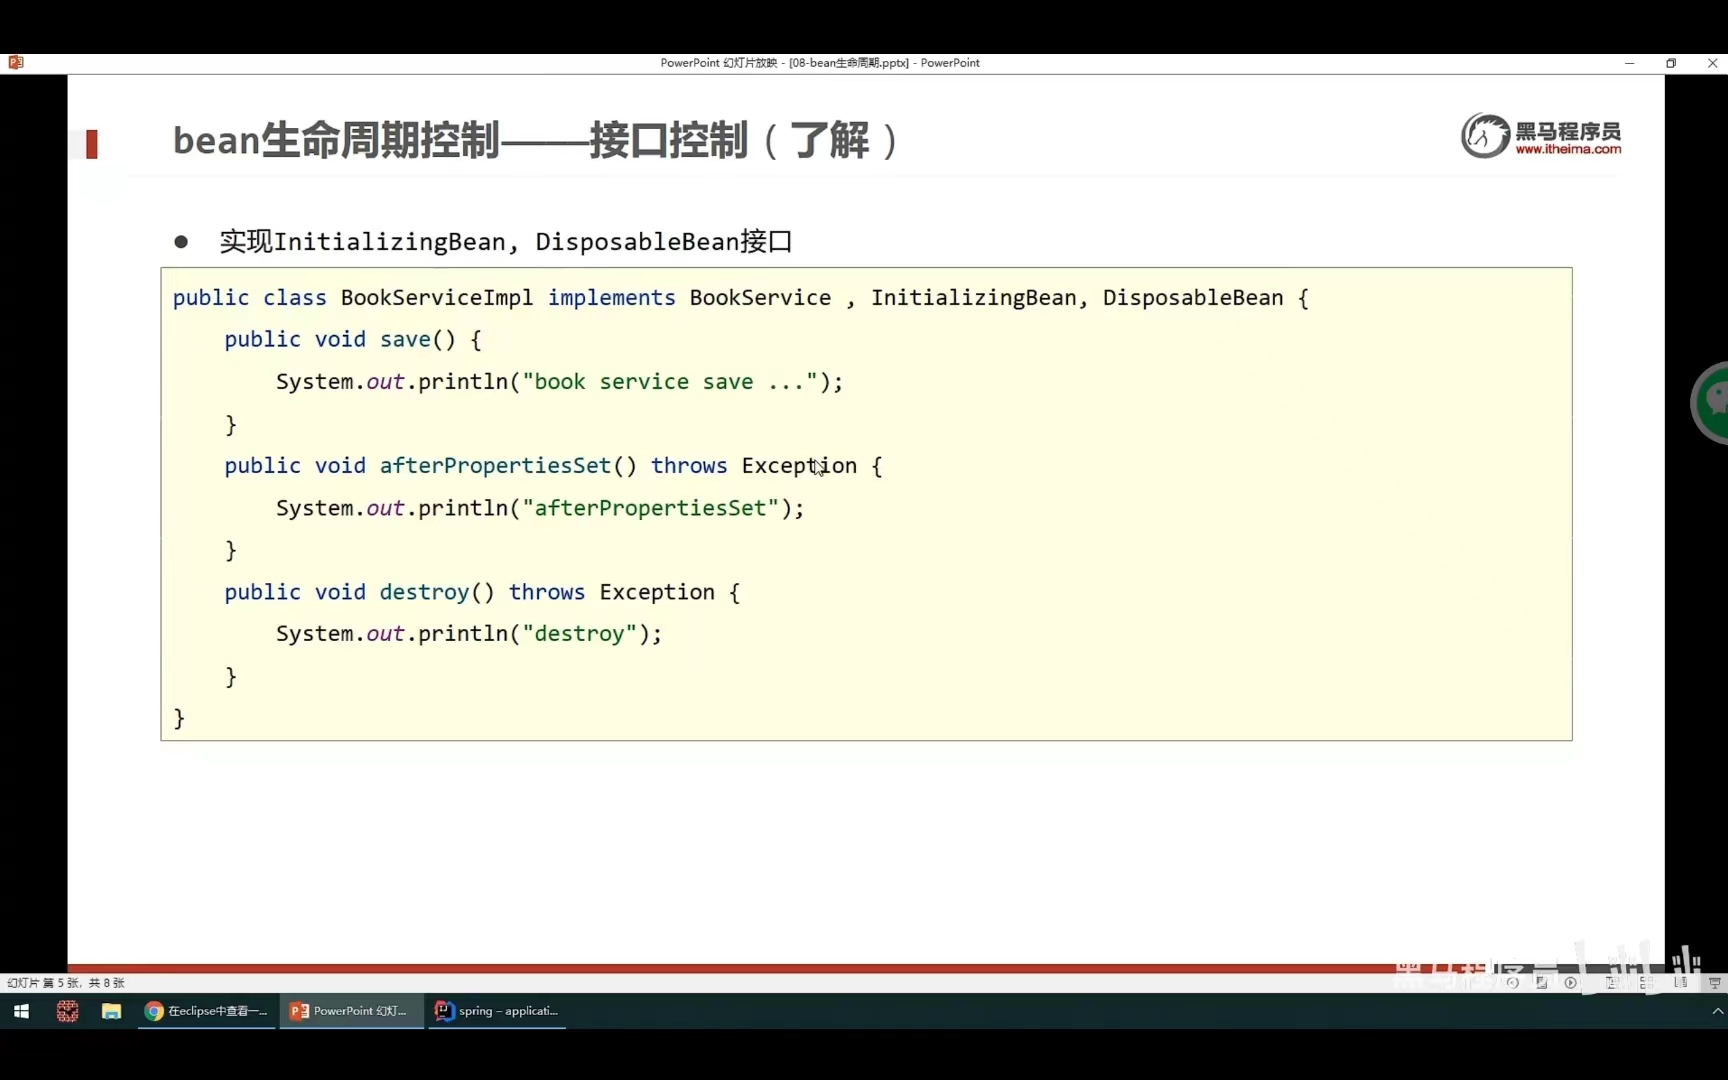 PowerPoint 幻灯片放映 - [08-bean生命周期.pptx] - PowerPoint
bean生命周期控制——接口控制（了解）
黑马程序员
www.itheima.com
● 实现InitializingBean, DisposableBean接口
public class BookServiceImpl implements BookService , InitializingBean, DisposableBean {
public void save() {
System.out.println("book service save ...");
}
public void afterPropertiesSet() throws Exception {
System.out.println("afterPropertiesSet");
}
public void destroy() throws Exception {
System.out.println("destroy");
}
}
黑马程序员
幻灯片 第 5 张，共 8 张
在eclipse中查看一...
PowerPoint 幻灯...
spring – applicati...